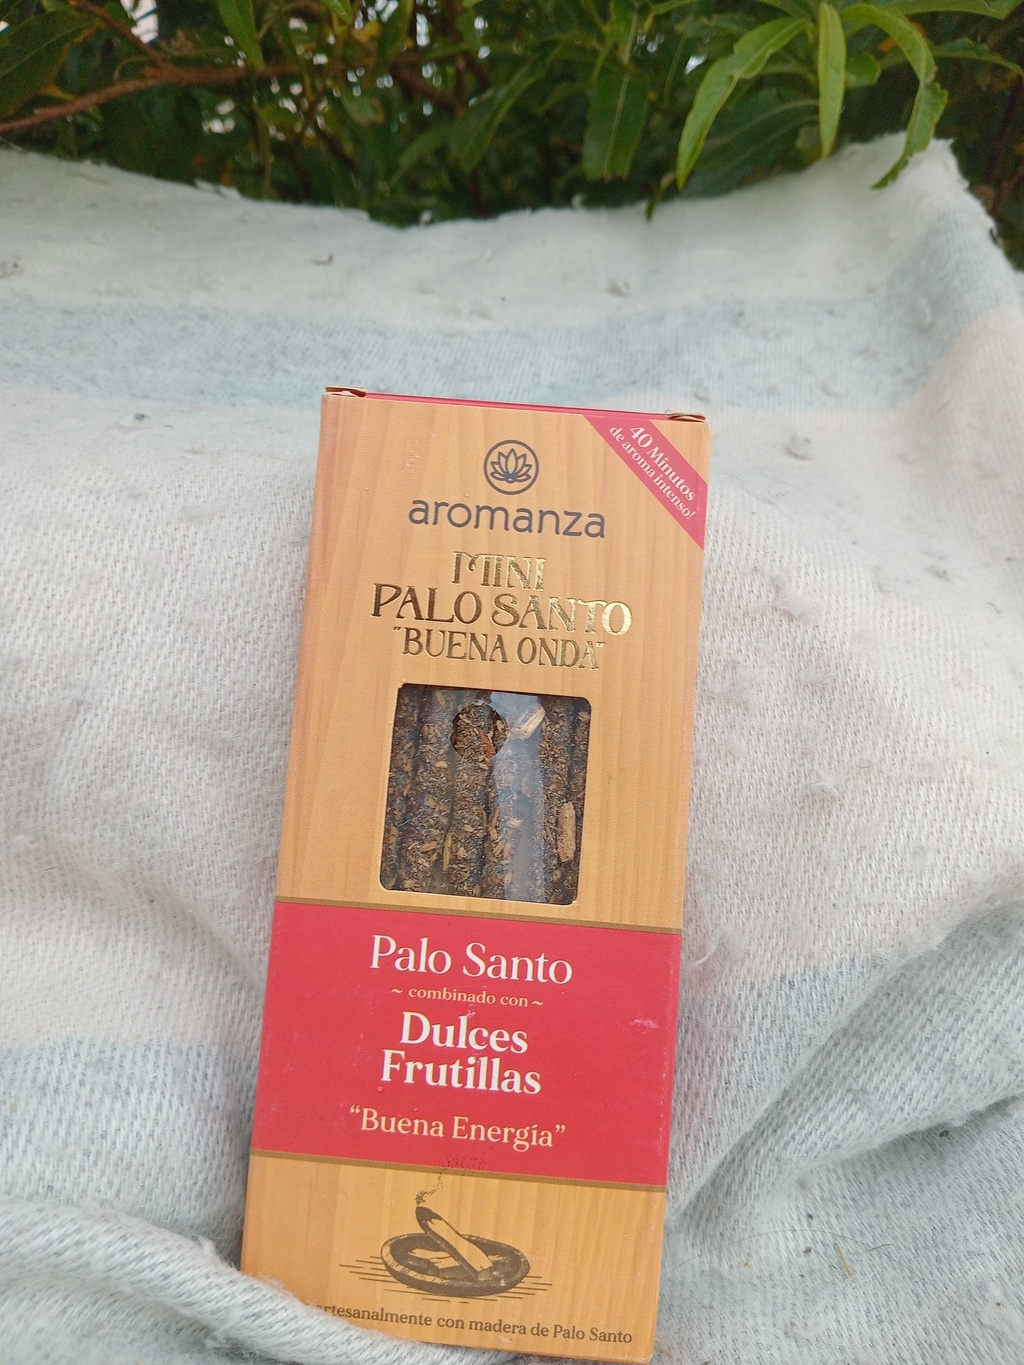 40 Minutos
de aroma intenso!
aromanza
MINI
PALO SANTO
"BUENA ONDA"
Palo Santo
~ combinado con ~
Dulces
Frutillas
"Buena Energía"
artesanalmente con madera de Palo Santo